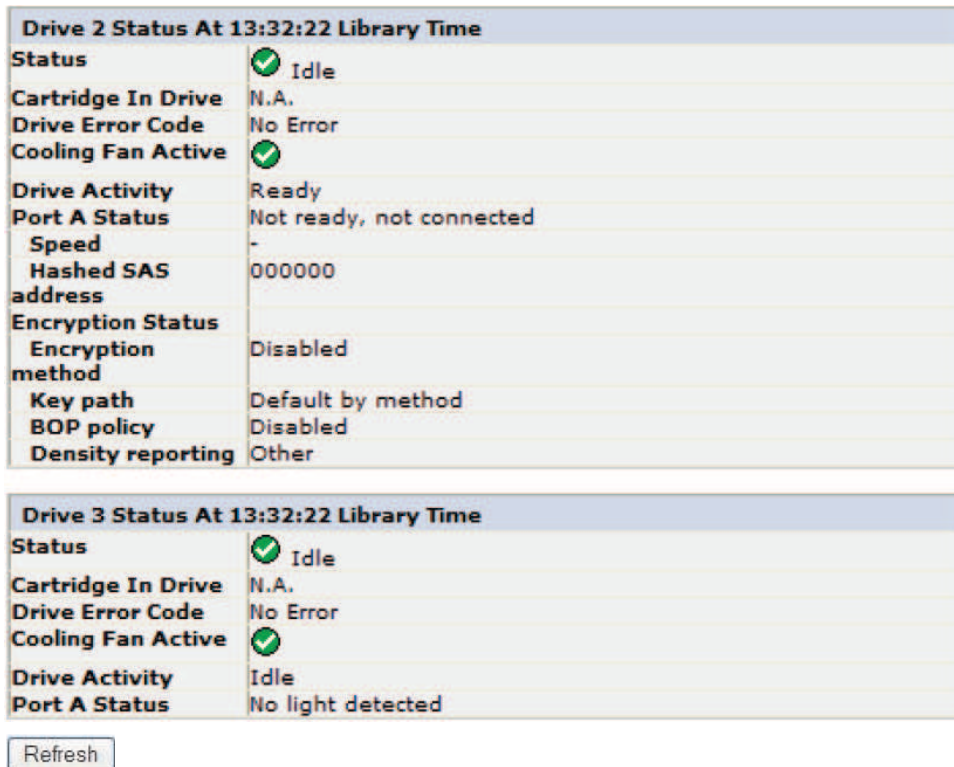 Drive 2 Status At 13:32:22 Library Time
Status Idle
Cartridge In Drive N.A.
Drive Error Code No Error
Cooling Fan Active
Drive Activity Ready
Port A Status Not ready, not connected
Speed -
Hashed SAS 000000
address
Encryption Status
Encryption Disabled
method
Key path Default by method
BOP policy Disabled
Density reporting Other
Drive 3 Status At 13:32:22 Library Time
Status Idle
Cartridge In Drive N.A.
Drive Error Code No Error
Cooling Fan Active
Drive Activity Idle
Port A Status No light detected
Refresh